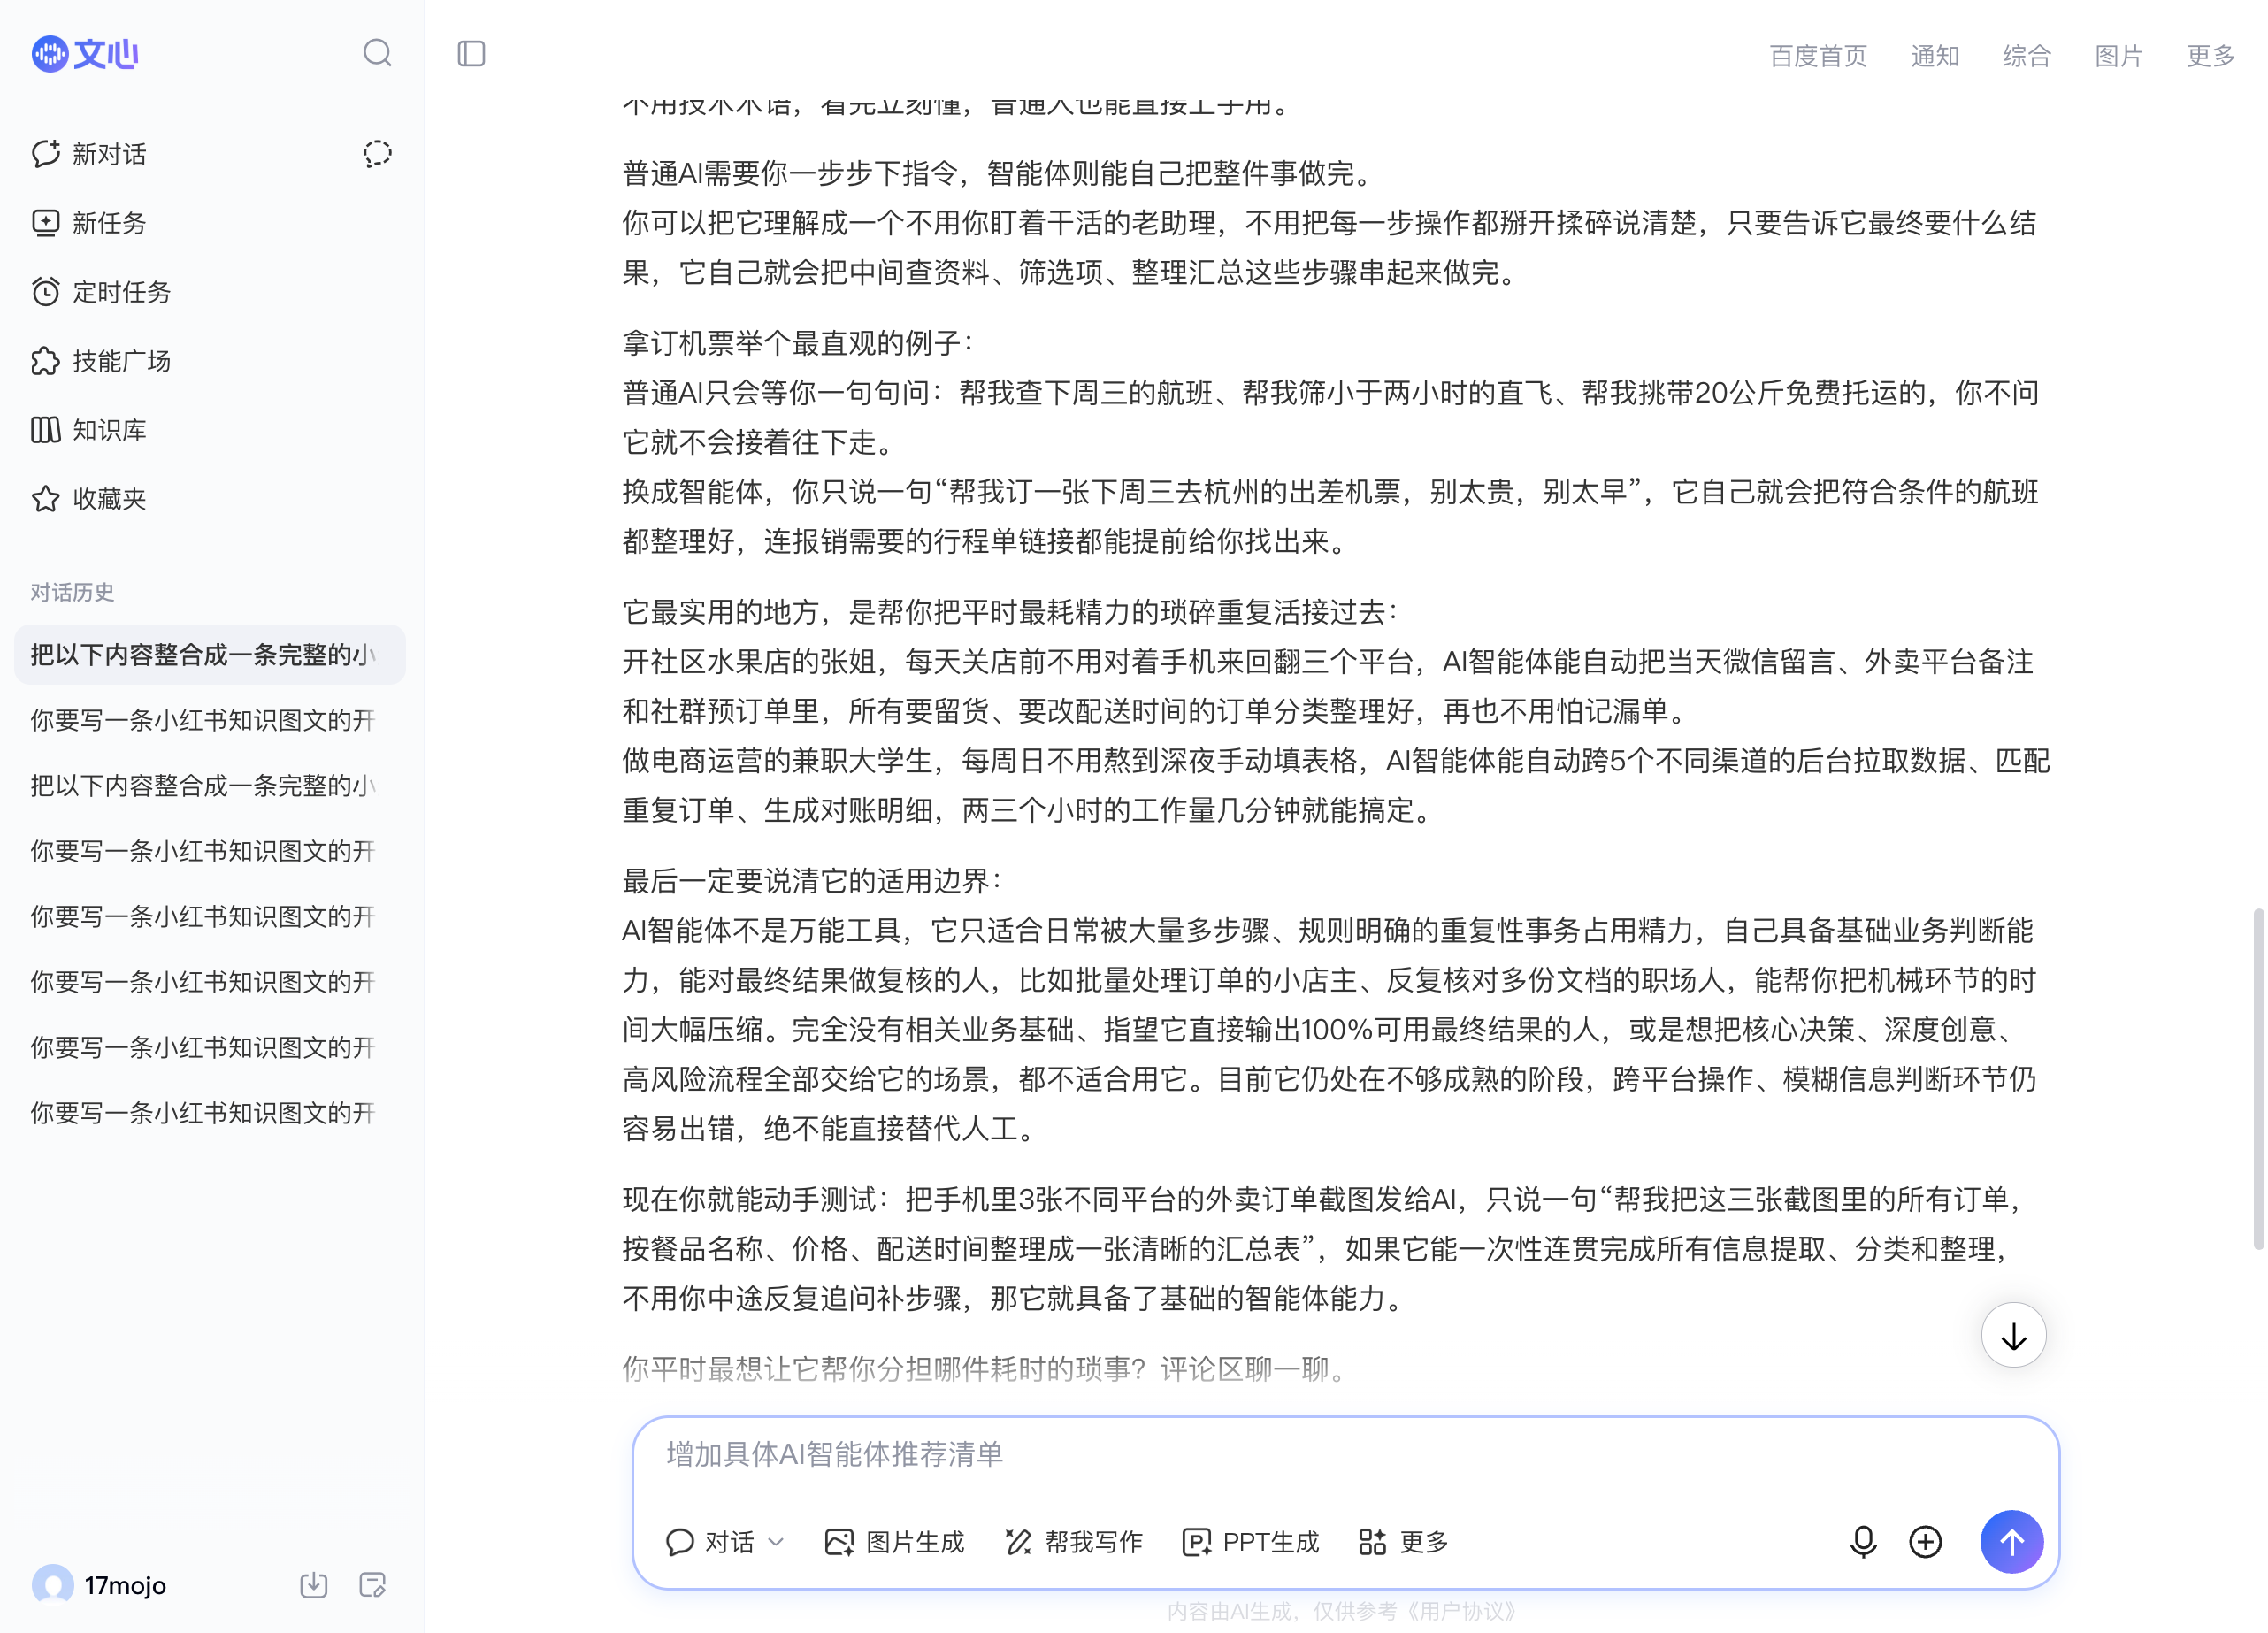 文心
百度首页 通知 综合 图片 更多
新对话
新任务
定时任务
技能广场
知识库
收藏夹
对话历史
把以下内容整合成一条完整的小
你要写一条小红书知识图文的开
把以下内容整合成一条完整的小
你要写一条小红书知识图文的开
你要写一条小红书知识图文的开
你要写一条小红书知识图文的开
你要写一条小红书知识图文的开
你要写一条小红书知识图文的开
17mojo
不用技术术语，看完立刻懂，普通人也能直接上手用。
普通AI需要你一步步下指令，智能体则能自己把整件事做完。
你可以把它理解成一个不用你盯着干活的老助理，不用把每一步操作都掰开揉碎说清楚，只要告诉它最终要什么结
果，它自己就会把中间查资料、筛选项、整理汇总这些步骤串起来做完。
拿订机票举个最直观的例子：
普通AI只会等你一句句问：帮我查下周三的航班、帮我筛小于两小时的直飞、帮我挑带20公斤免费托运的，你不问
它就不会接着往下走。
换成智能体，你只说一句“帮我订一张下周三去杭州的出差机票，别太贵，别太早”，它自己就会把符合条件的航班
都整理好，连报销需要的行程单链接都能提前给你找出来。
它最实用的地方，是帮你把平时最耗精力的琐碎重复活接过去：
开社区水果店的张姐，每天关店前不用对着手机来回翻三个平台，AI智能体能自动把当天微信留言、外卖平台备注
和社群预订单里，所有要留货、要改配送时间的订单分类整理好，再也不用怕记漏单。
做电商运营的兼职大学生，每周日不用熬到深夜手动填表格，AI智能体能自动跨5个不同渠道的后台拉取数据、匹配
重复订单、生成对账明细，两三个小时的工作量几分钟就能搞定。
最后一定要说清它的适用边界：
AI智能体不是万能工具，它只适合日常被大量多步骤、规则明确的重复性事务占用精力，自己具备基础业务判断能
力，能对最终结果做复核的人，比如批量处理订单的小店主、反复核对多份文档的职场人，能帮你把机械环节的时
间大幅压缩。完全没有相关业务基础、指望它直接输出100%可用最终结果的人，或是想把核心决策、深度创意、
高风险流程全部交给它的场景，都不适合用它。目前它仍处在不够成熟的阶段，跨平台操作、模糊信息判断环节仍
容易出错，绝不能直接替代人工。
现在你就能动手测试：把手机里3张不同平台的外卖订单截图发给AI，只说一句“帮我把这三张截图里的所有订单，
按餐品名称、价格、配送时间整理成一张清晰的汇总表”，如果它能一次性连贯完成所有信息提取、分类和整理，
不用你中途反复追问补步骤，那它就具备了基础的智能体能力。
你平时最想让它帮你分担哪件耗时的琐事？评论区聊一聊。
增加具体AI智能体推荐清单
对话 图片生成 帮我写作 PPT生成 更多
内容由AI生成，仅供参考《用户协议》